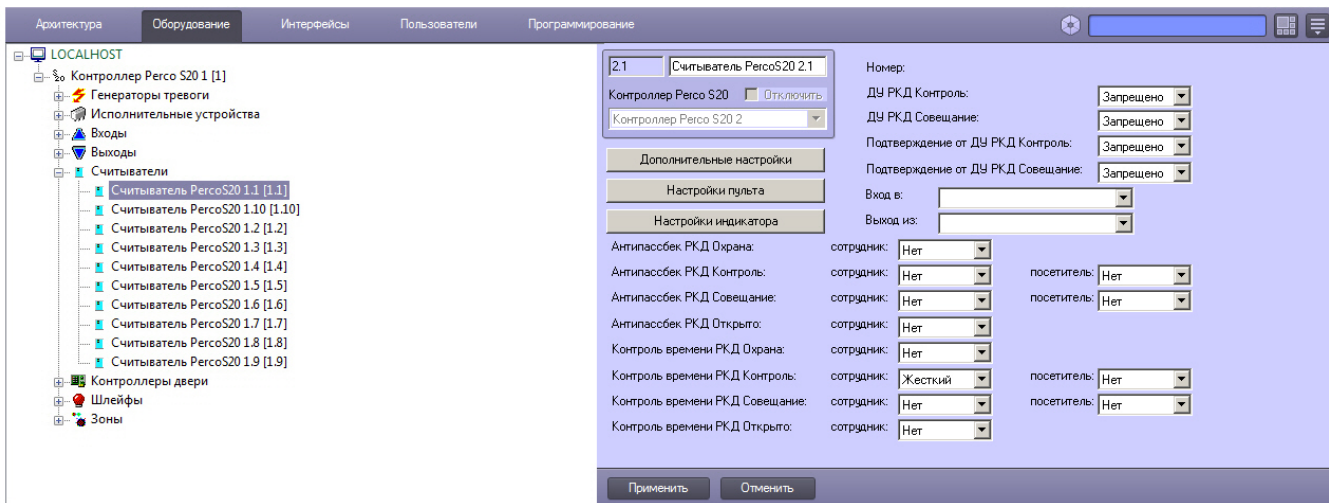 Архитектура Оборудование Интерфейсы Пользователи Программирование
LOCALHOST
Контроллер Perco S20 1 [1]
Генераторы тревоги
Исполнительные устройства
Входы
Выходы
Считыватели
Считыватель PercoS20 1.1 [1.1]
Считыватель PercoS20 1.10 [1.10]
Считыватель PercoS20 1.2 [1.2]
Считыватель PercoS20 1.3 [1.3]
Считыватель PercoS20 1.4 [1.4]
Считыватель PercoS20 1.5 [1.5]
Считыватель PercoS20 1.6 [1.6]
Считыватель PercoS20 1.7 [1.7]
Считыватель PercoS20 1.8 [1.8]
Считыватель PercoS20 1.9 [1.9]
Контроллеры двери
Шлейфы
Зоны
2.1 Считыватель PercoS20 2.1
Контроллер Perco S20 Отключить
Контроллер Perco S20 2
Дополнительные настройки
Настройки пульта
Настройки индикатора
Номер:
ДУ РКД Контроль: Запрещено
ДУ РКД Совещание: Запрещено
Подтверждение от ДУ РКД Контроль: Запрещено
Подтверждение от ДУ РКД Совещание: Запрещено
Вход в:
Выход из:
Антипассбек РКД Охрана: сотрудник: Нет
Антипассбек РКД Контроль: сотрудник: Нет посетитель: Нет
Антипассбек РКД Совещание: сотрудник: Нет посетитель: Нет
Антипассбек РКД Открыто: сотрудник: Нет
Контроль времени РКД Охрана: сотрудник: Нет
Контроль времени РКД Контроль: сотрудник: Жесткий посетитель: Нет
Контроль времени РКД Совещание: сотрудник: Нет посетитель: Нет
Контроль времени РКД Открыто: сотрудник: Нет
Применить Отменить